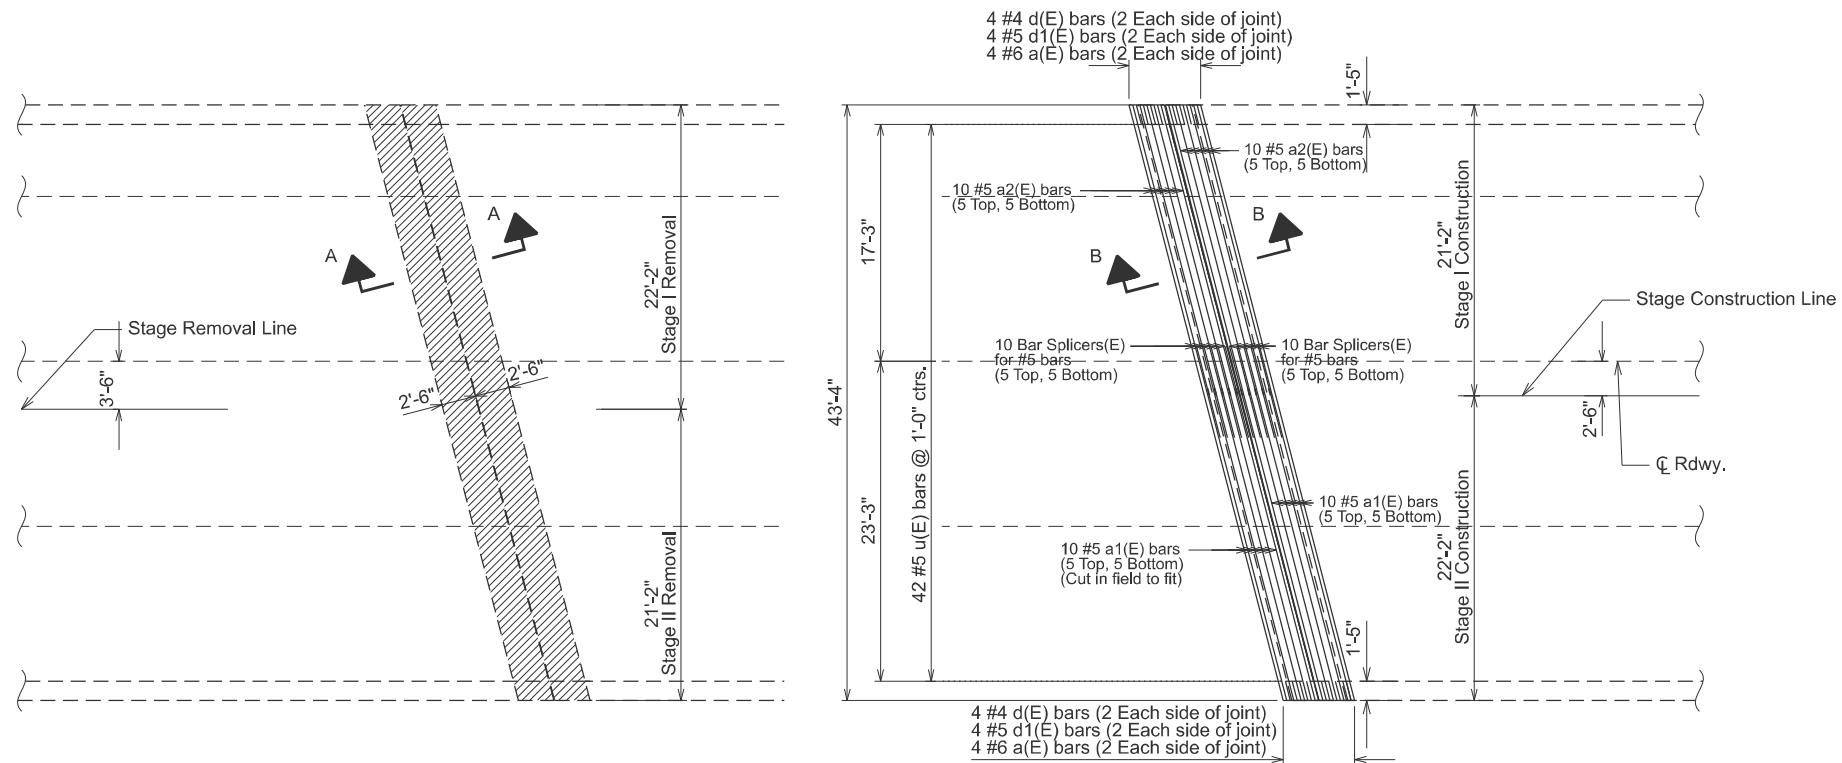 4 #4 d(E) bars (2 Each side of joint)
4 #5 d1(E) bars (2 Each side of joint)
4 #6 a(E) bars (2 Each side of joint)
1'-5"
10 #5 a2(E) bars
(5 Top, 5 Bottom)
10 #5 a2(E) bars
(5 Top, 5 Bottom)
A
A
B
B
22'-2"
Stage I Removal
17'-3"
21'-2"
Stage I Construction
Stage Removal Line
Stage Construction Line
3'-6"
2'-6"
2'-6"
43'-4"
42 #5 u(E) bars @ 1'-0" ctrs.
10 Bar Splicers(E)
for #5 bars
(5 Top, 5 Bottom)
10 Bar Splicers(E)
for #5 bars
(5 Top, 5 Bottom)
2'-6"
℄ Rdwy.
23'-3"
10 #5 a1(E) bars
(5 Top, 5 Bottom)
10 #5 a1(E) bars
(5 Top, 5 Bottom)
(Cut in field to fit)
21'-2"
Stage II Removal
22'-2"
Stage II Construction
1'-5"
4 #4 d(E) bars (2 Each side of joint)
4 #5 d1(E) bars (2 Each side of joint)
4 #6 a(E) bars (2 Each side of joint)